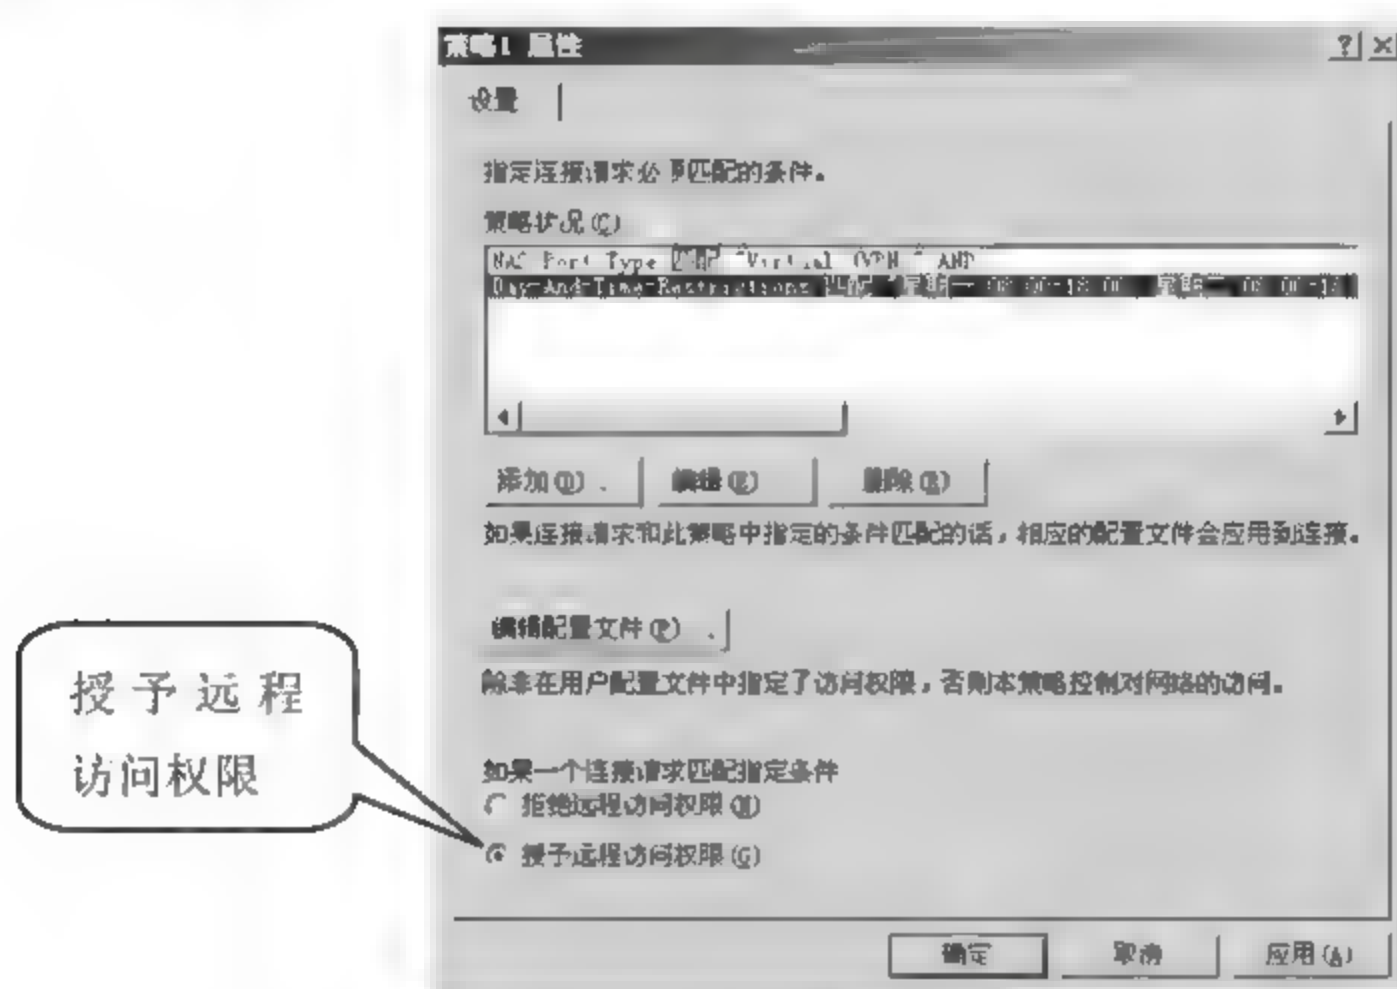 策略1 属性
设置
指定连接请求必须匹配的条件。
策略状况(C)
NAS-Port-Type 匹配 "Virtual (VPN)" AND
Day-And-Time-Restrictions 匹配 "星期一 08:00-18:00 星期二 08:00-18
添加(D)...
编辑(E)
删除(R)
如果连接请求和此策略中指定的条件匹配的话，相应的配置文件会应用到连接。
编辑配置文件(P)...
除非在用户配置文件中指定了访问权限，否则本策略控制对网络的访问。
授予远程
访问权限
如果一个连接请求匹配指定条件
拒绝远程访问权限(N)
授予远程访问权限(G)
确定
取消
应用(A)